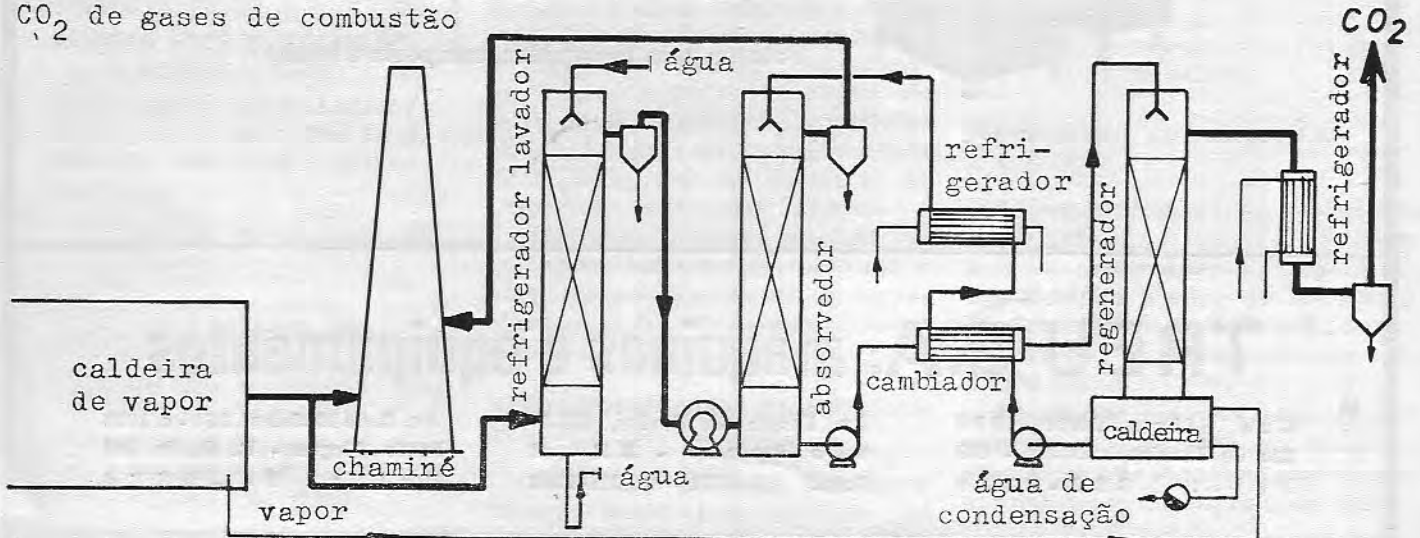 CO2 de gases de combustão
CO2
água
refrigerador lavador
refri-
gerador
refrigerador
absorvedor
regenerador
caldeira
de vapor
cambiador
caldeira
chaminé
água
água de
condensação
vapor